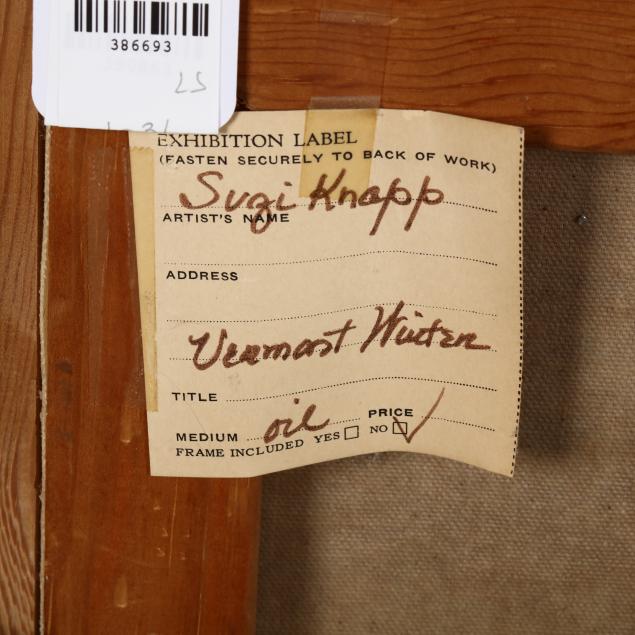 386693
LS
EXHIBITION LABEL
(FASTEN SECURELY TO BACK OF WORK)
Suzi Knapp
ARTIST'S NAME
ADDRESS
Vermont Winter
TITLE
MEDIUM oil PRICE
FRAME INCLUDED YES ☐ NO ☑